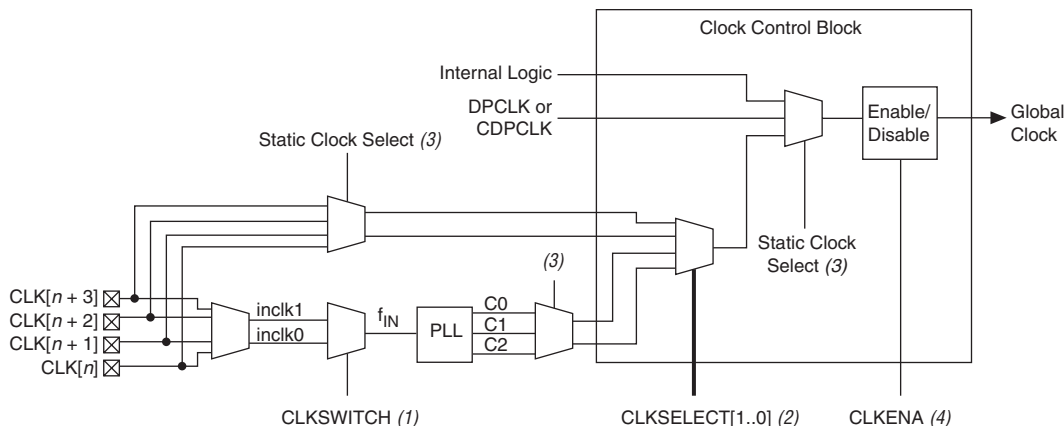 Clock Control Block
Internal Logic
DPCLK or
CDPCLK
Enable/
Disable
Global
Clock
Static Clock Select (3)
Static Clock
Select (3)
(3)
CLK[n + 3]
CLK[n + 2]
CLK[n + 1]
CLK[n]
inclk1
inclk0
fIN
PLL
C0
C1
C2
CLKSWITCH (1)
CLKSELECT[1..0] (2)
CLKENA (4)